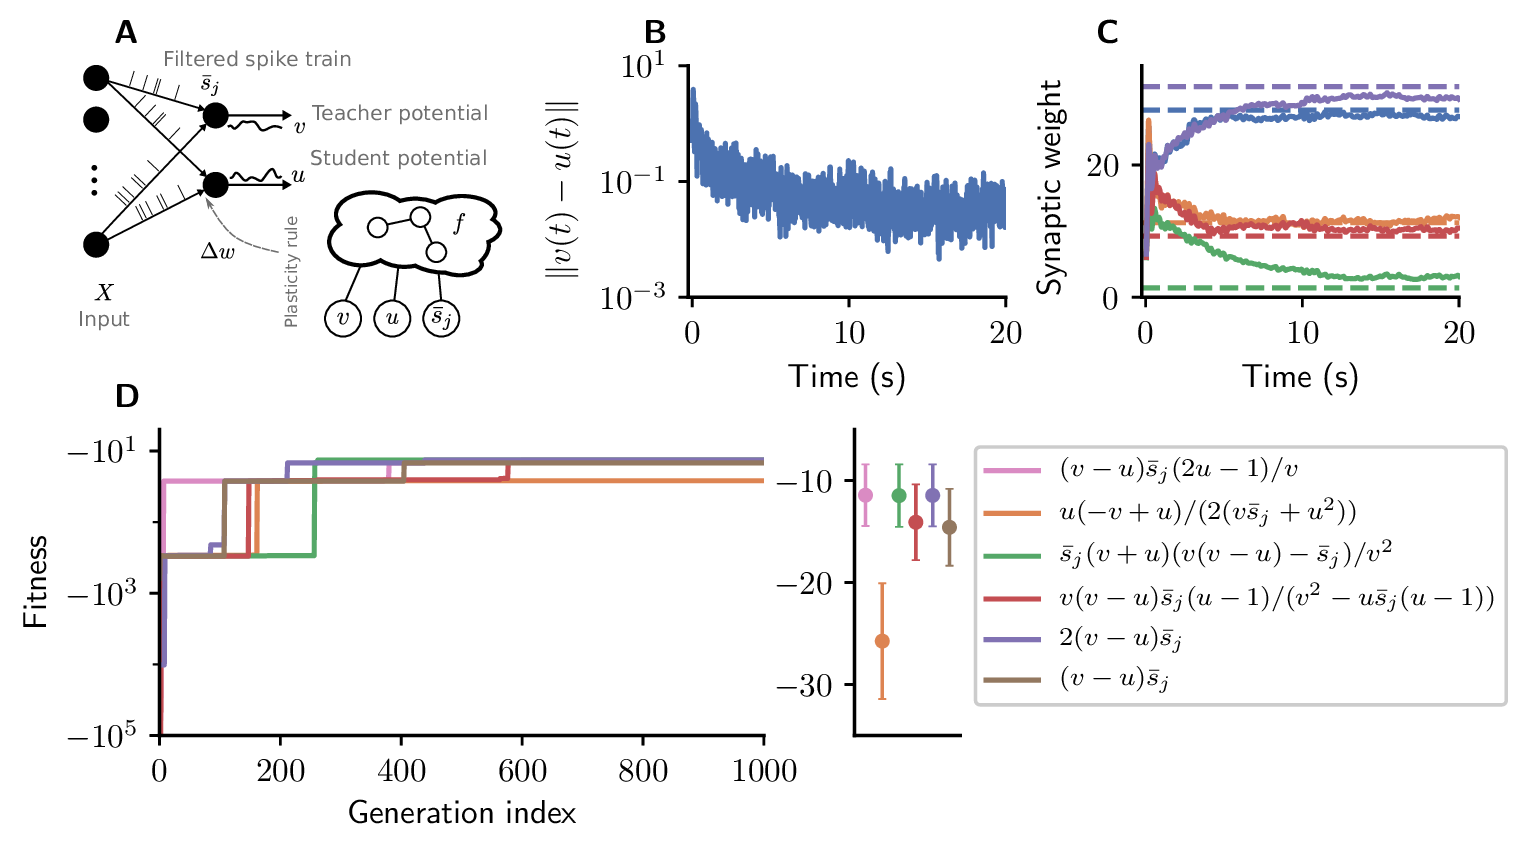 A
Filtered spike train
s̄ⱼ
Teacher potential
v
Student potential
u
Δw
Plasticity rule
f
X
Input
v
u
s̄ⱼ
B
‖v(t) − u(t)‖
10¹
10⁻¹
10⁻³
0
10
20
Time (s)
C
Synaptic weight
20
0
0
10
20
Time (s)
D
Fitness
−10¹
−10³
−10⁵
0
200
400
600
800
1000
Generation index
−10
−20
−30
(v − u)s̄ⱼ(2u − 1)/v
u(−v + u)/(2(vs̄ⱼ + u²))
s̄ⱼ(v + u)(v(v − u) − s̄ⱼ)/v²
v(v − u)s̄ⱼ(u − 1)/(v² − us̄ⱼ(u − 1))
2(v − u)s̄ⱼ
(v − u)s̄ⱼ